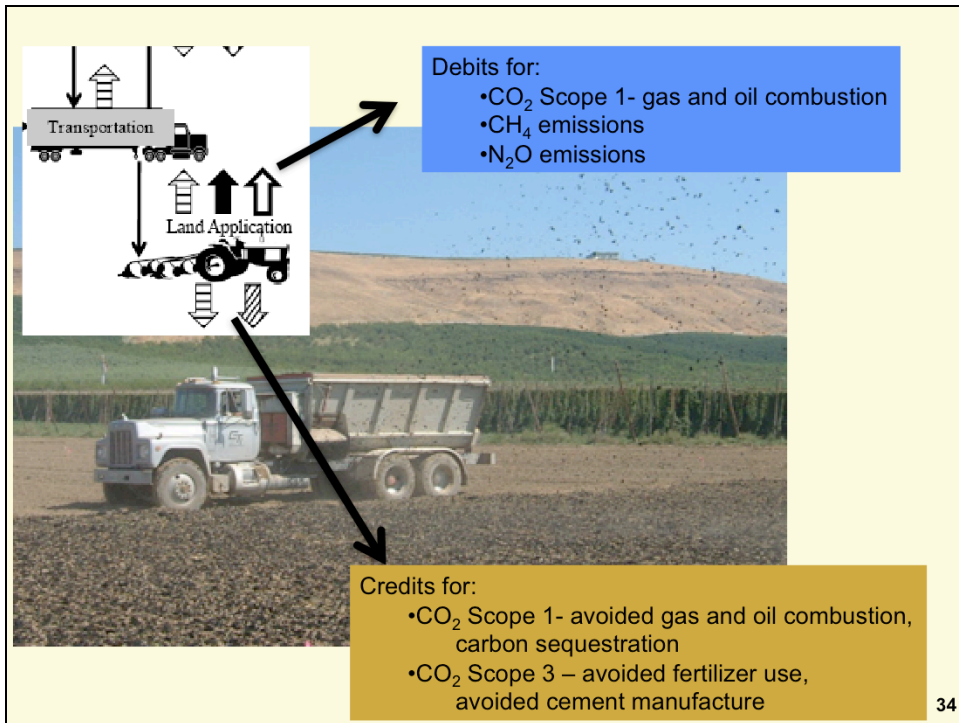 Transportation
Land Application
Debits for:
•CO₂ Scope 1- gas and oil combustion
•CH₄ emissions
•N₂O emissions
Credits for:
•CO₂ Scope 1- avoided gas and oil combustion,
carbon sequestration
•CO₂ Scope 3 – avoided fertilizer use,
avoided cement manufacture
34